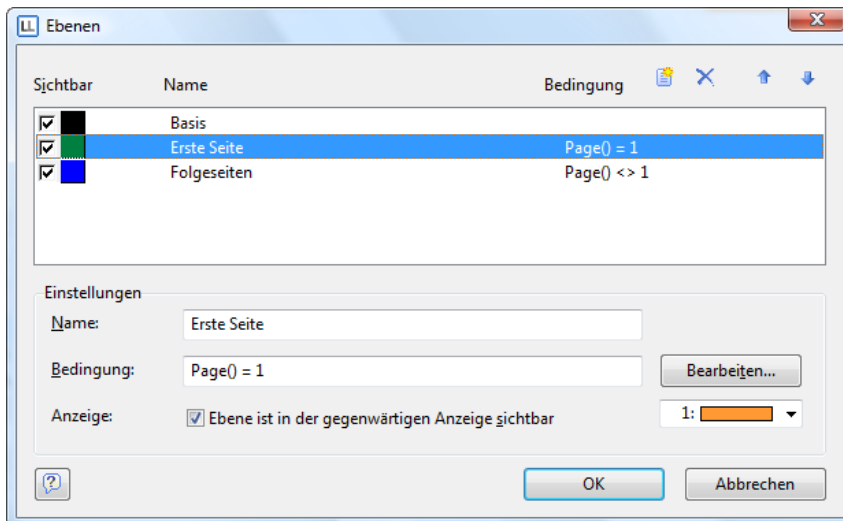 LL Ebenen
Sichtbar Name Bedingung
Basis
Erste Seite Page() = 1
Folgeseiten Page() <> 1
Einstellungen
Name: Erste Seite
Bedingung: Page() = 1 Bearbeiten...
Anzeige: Ebene ist in der gegenwärtigen Anzeige sichtbar 1:
? OK Abbrechen